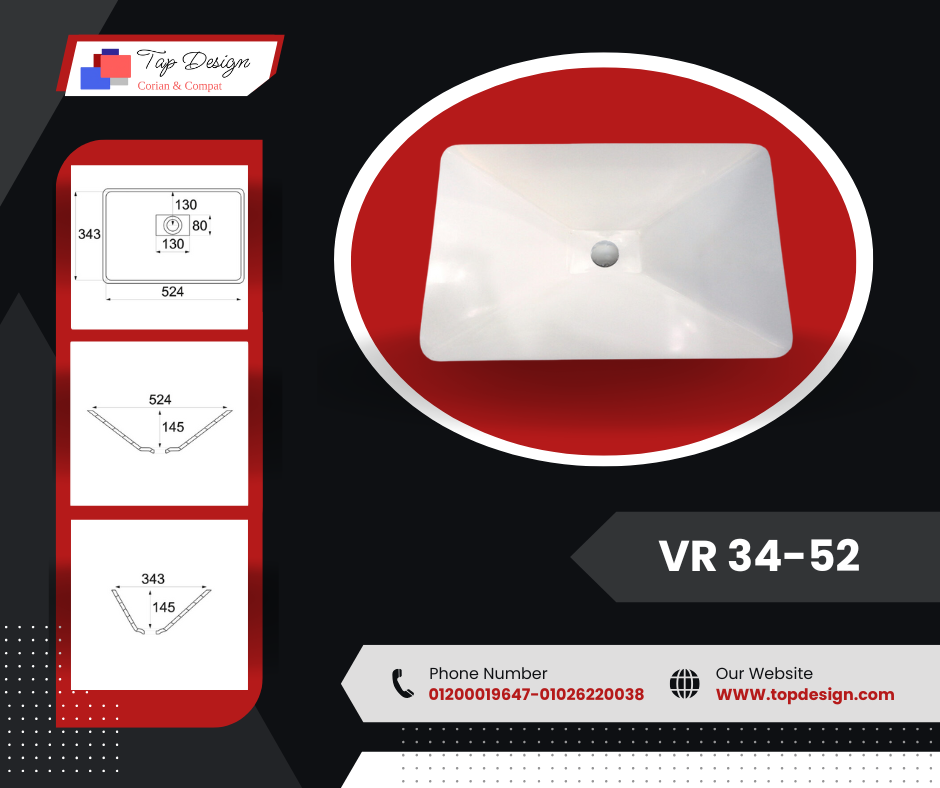 Tap Design
Corian & Compat
130
343
80
130
524
524
145
343
145
VR 34-52
Phone Number
01200019647-01026220038
Our Website
WWW.topdesign.com